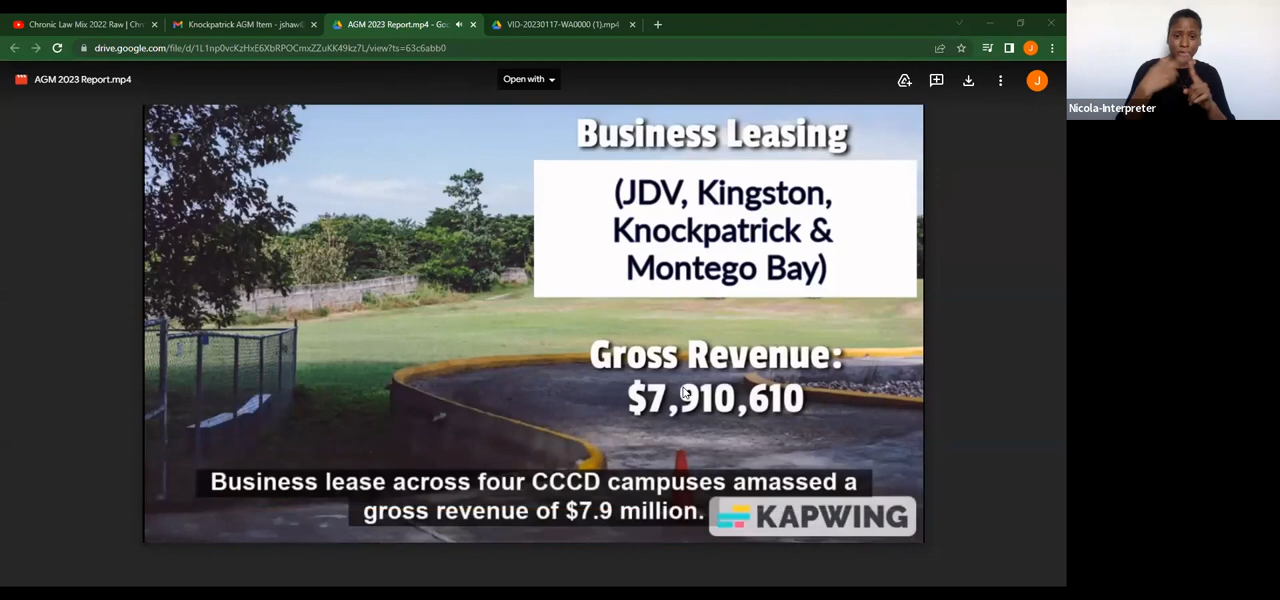 Chronic Law Mix 2022 Raw | Chr
Knockpatrick AGM Item - jshaw
AGM 2023 Report.mp4 - Goo
VID-20230117-WA0000 (1).mp4
drive.google.com/file/d/1L1np0vcKzHxE6XbRPOCmxZZuKK49kz7L/view?ts=63c6abb0
J
AGM 2023 Report.mp4
Open with
J
Nicola-Interpreter
Business Leasing
(JDV, Kingston,
Knockpatrick &
Montego Bay)
Gross Revenue:
$7,910,610
Business lease across four CCCD campuses amassed a
gross revenue of $7.9 million.
KAPWING